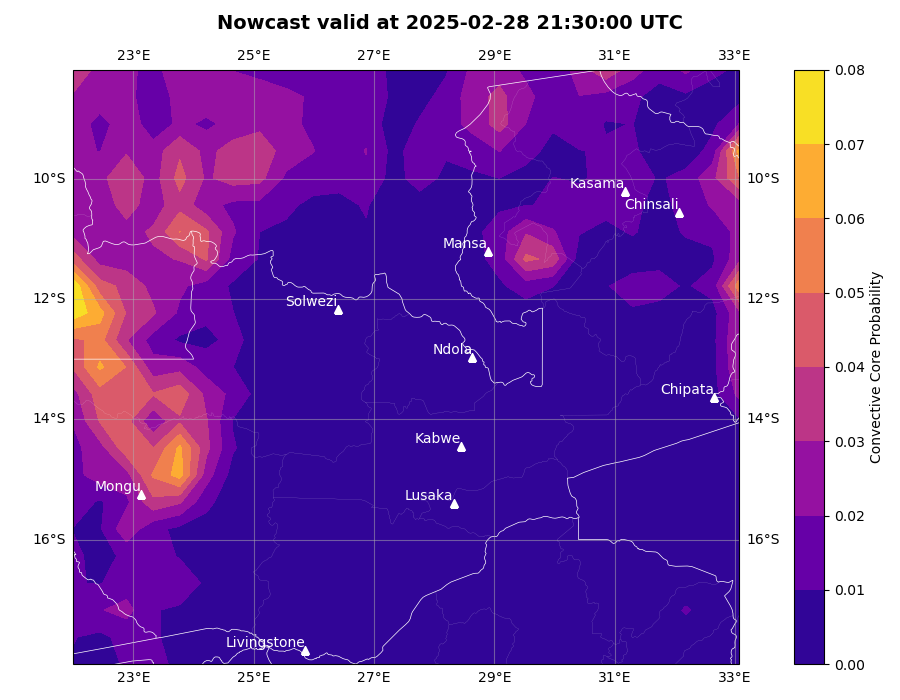 Nowcast valid at 2025-02-28 21:30:00 UTC
23°E 25°E 27°E 29°E 31°E 33°E
0.08
0.07
0.06
0.05
0.04
0.03
0.02
0.01
0.00
Convective Core Probability
10°S 10°S
12°S 12°S
14°S 14°S
16°S 16°S
Kasama
Chinsali
Mansa
Solwezi
Ndola
Chipata
Kabwe
Mongu
Lusaka
Livingstone
23°E 25°E 27°E 29°E 31°E 33°E